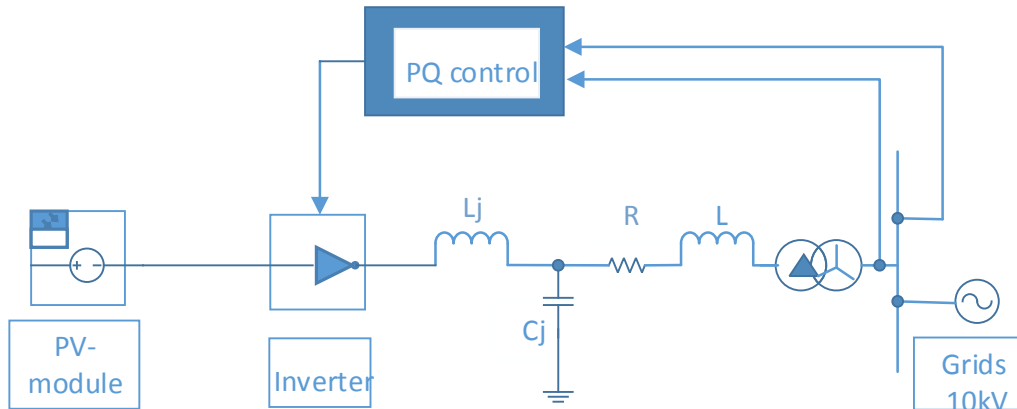 PQ control
Lj
R
L
Cj
PV-
module
Inverter
Grids
10kV